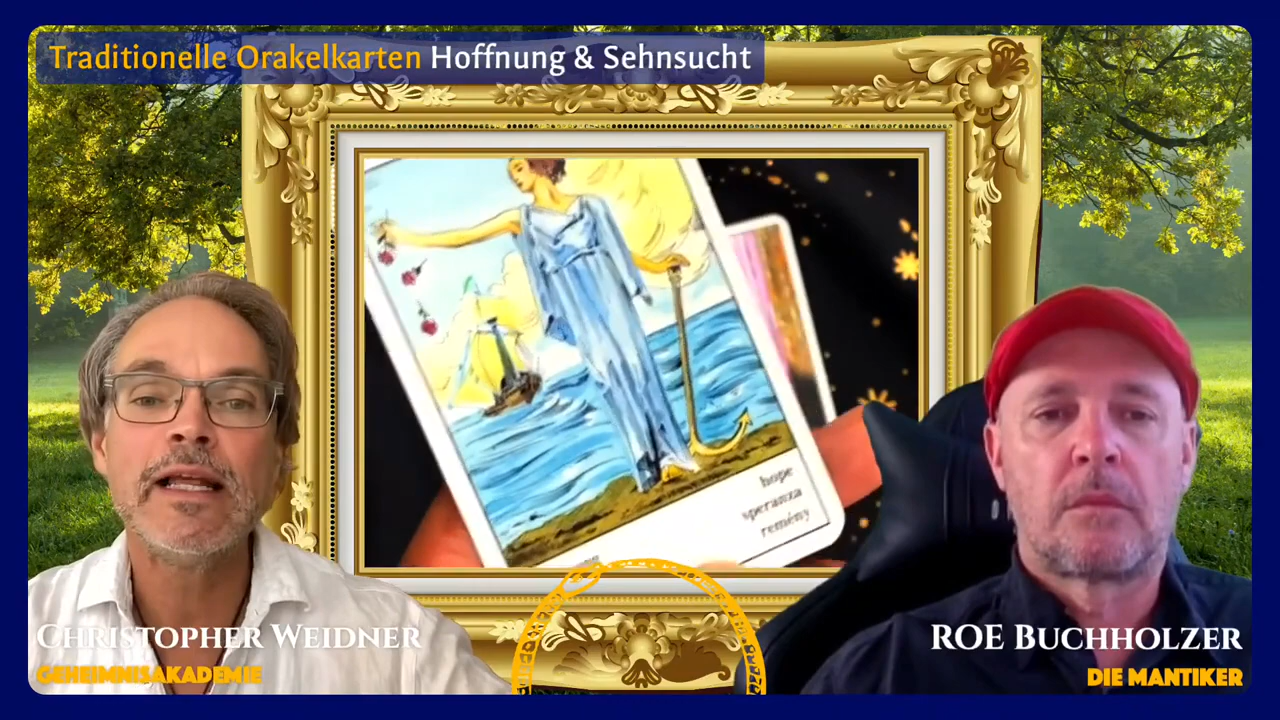 Traditionelle Orakelkarten Hoffnung & Sehnsucht
hope
speranza
remény
Christopher Weidner
GEHEIMNISAKADEMIE
ROE Buchholzer
DIE MANTIKER